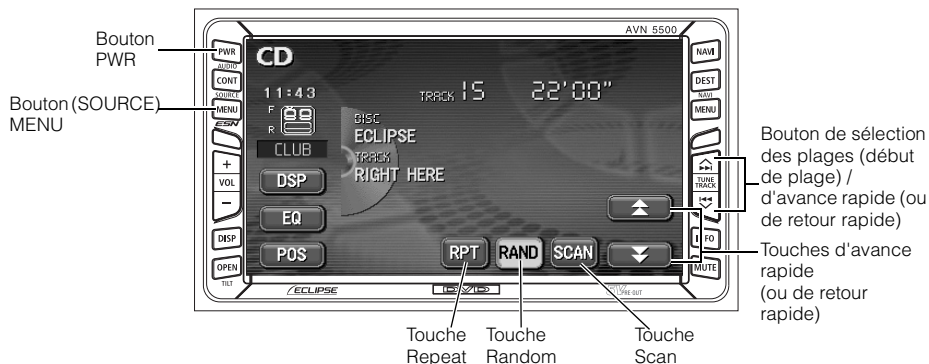 Bouton
PWR
Bouton (SOURCE)
MENU
AVN 5500
PWR
AUDIO
CONT
SOURCE
MENU
ESN
+
VOL
–
DISP
OPEN
TILT
CD
11:43
F
R
CLUB
DSP
EQ
POS
TRACK 15 22'00"
DISC
ECLIPSE
TRACK
RIGHT HERE
RPT
RAND
SCAN
NAVI
DEST
NAVI
MENU
TUNE
TRACK
INFO
MUTE
ECLIPSE
DVD
PRE OUT
Bouton de sélection
des plages (début
de plage) /
d'avance rapide (ou
de retour rapide)
Touches d'avance
rapide
(ou de retour
rapide)
Touche
Repeat
Touche
Random
Touche
Scan